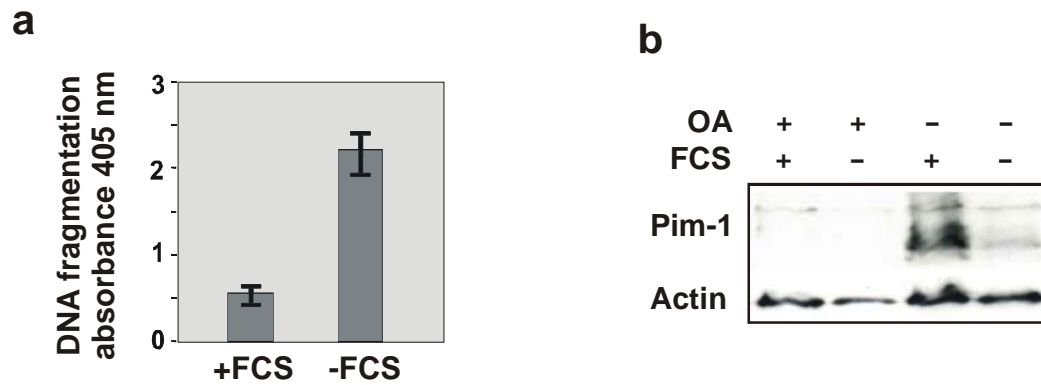 a
DNA fragmentation
absorbance 405 nm
3
2
1
0
+FCS -FCS
b
OA + + – –
FCS + – + –
Pim-1
Actin